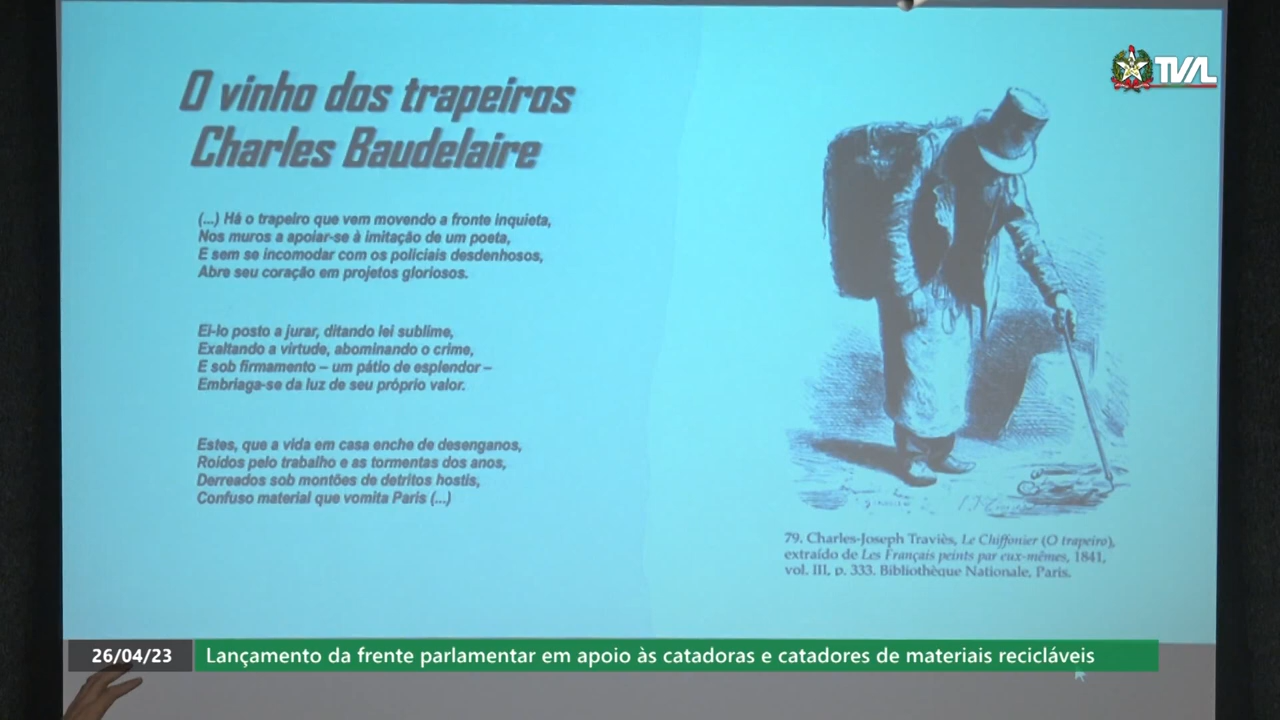 O vinho dos trapeiros
Charles Baudelaire
(...) Há o trapeiro que vem movendo a fronte inquieta,
Nos muros a apoiar-se à imitação de um poeta,
E sem se incomodar com os policiais desdenhosos,
Abre seu coração em projetos gloriosos.
Ei-lo posto a jurar, ditando lei sublime,
Exaltando a virtude, abominando o crime,
E sob firmamento – um pátio de esplendor –
Embriaga-se da luz de seu próprio valor.
Estes, que a vida em casa enche de desenganos,
Roídos pelo trabalho e as tormentas dos anos,
Derreados sob montões de detritos hostis,
Confuso material que vomita Paris (...)
TVAL
79. Charles-Joseph Traviès, Le Chiffonier (O trapeiro),
extraído de Les Français peints par eux-mêmes, 1841,
vol. III, p. 333. Bibliothèque Nationale, Paris.
26/04/23 Lançamento da frente parlamentar em apoio às catadoras e catadores de materiais recicláveis